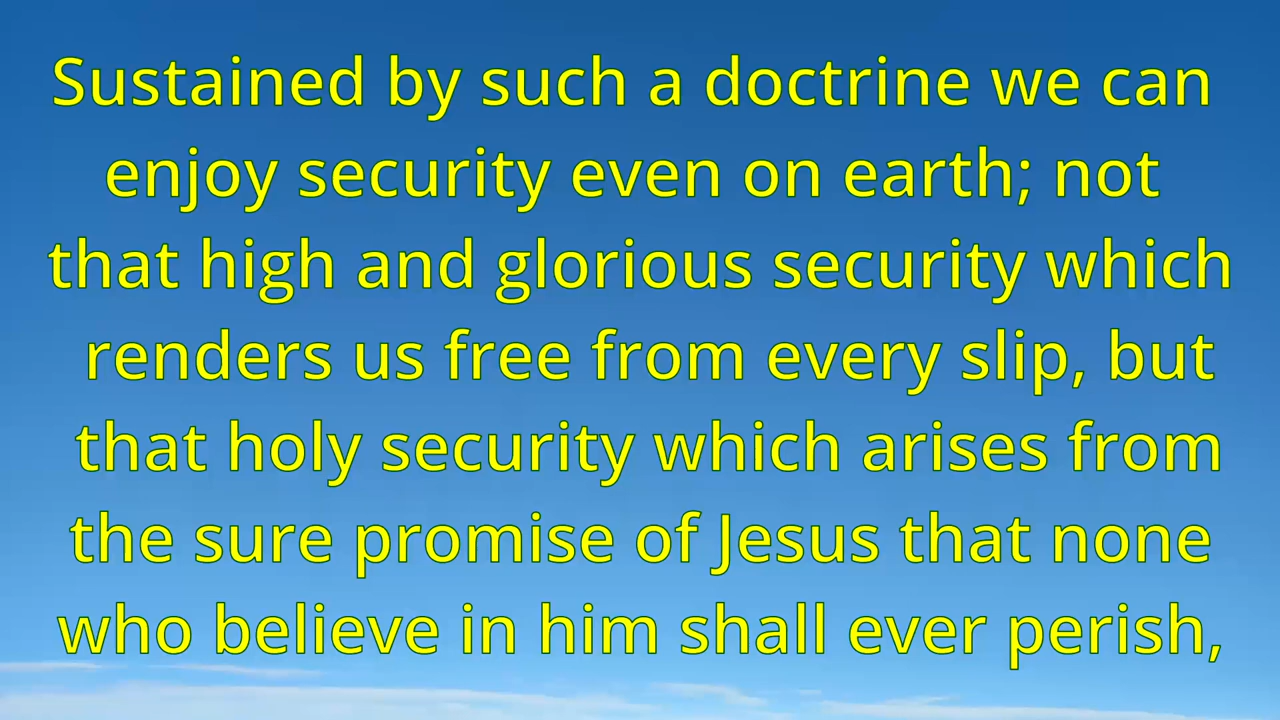 Sustained by such a doctrine we can
enjoy security even on earth; not
that high and glorious security which
renders us free from every slip, but
that holy security which arises from
the sure promise of Jesus that none
who believe in him shall ever perish,